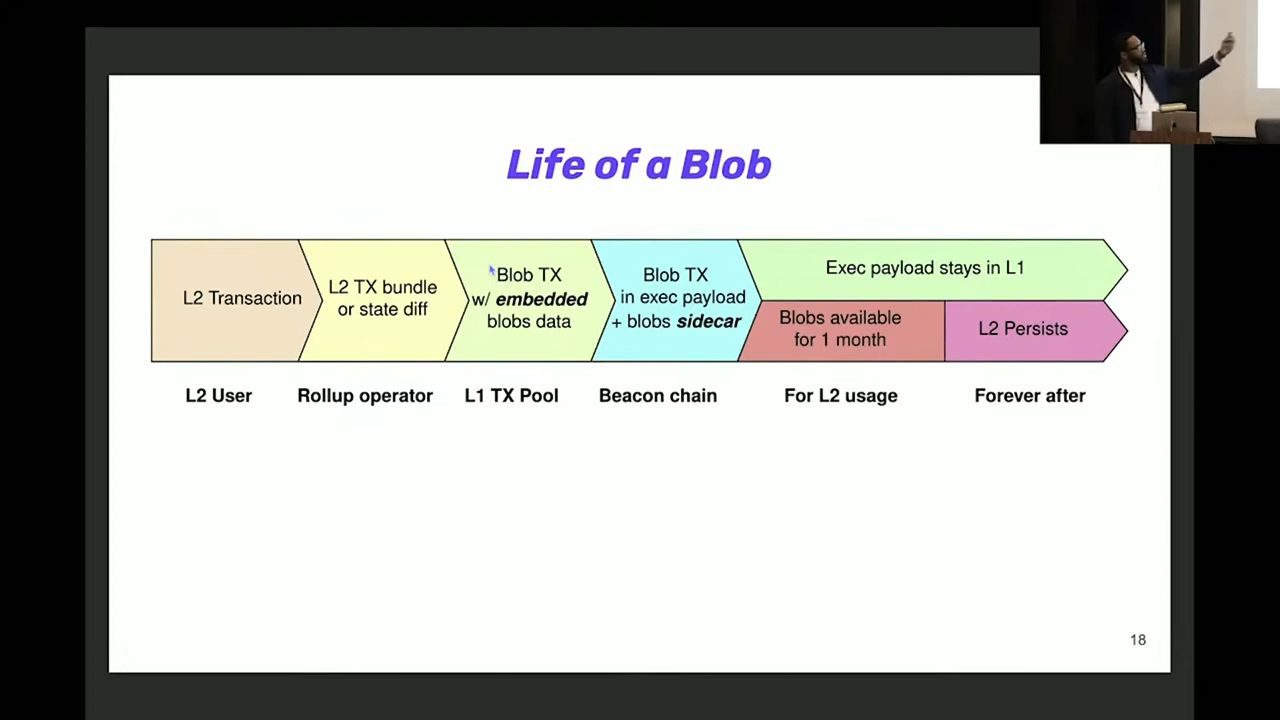 Life of a Blob
L2 Transaction
L2 TX bundle
or state diff
Blob TX
w/ embedded
blobs data
Blob TX
in exec payload
+ blobs sidecar
Exec payload stays in L1
Blobs available
for 1 month
L2 Persists
L2 User
Rollup operator
L1 TX Pool
Beacon chain
For L2 usage
Forever after
18